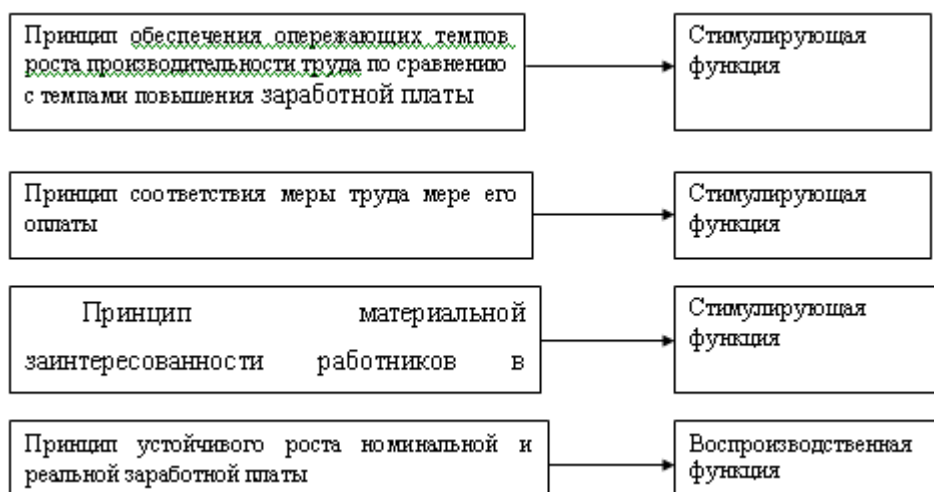 Принцип обеспечения опережающих темпов
роста производительности труда по сравнению
с темпами повышения заработной платы
Стимулирующая
функция
Принцип соответствия меры труда мере его
оплаты
Стимулирующая
функция
Принцип материальной
заинтересованности работников в
Стимулирующая
функция
Принцип устойчивого роста номинальной и
реальной заработной платы
Воспроизводственная
функция